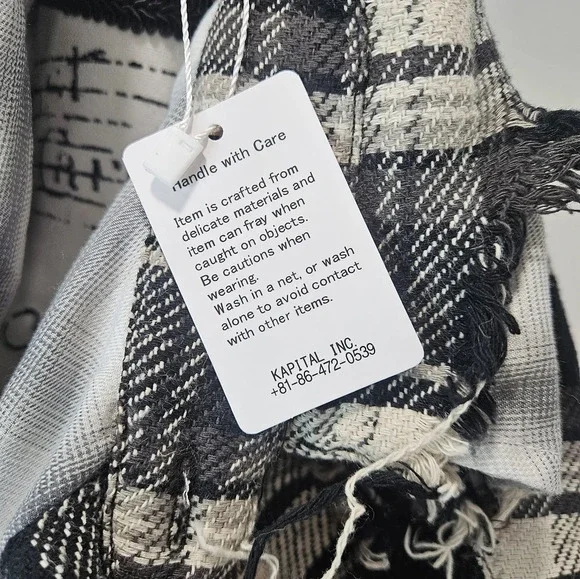 Handle with Care
Item is crafted from
delicate materials and
item can fray when
caught on objects.
Be cautions when
wearing.
Wash in a net, or wash
alone to avoid contact
with other items.
KAPITAL INC.
+81-86-472-0539